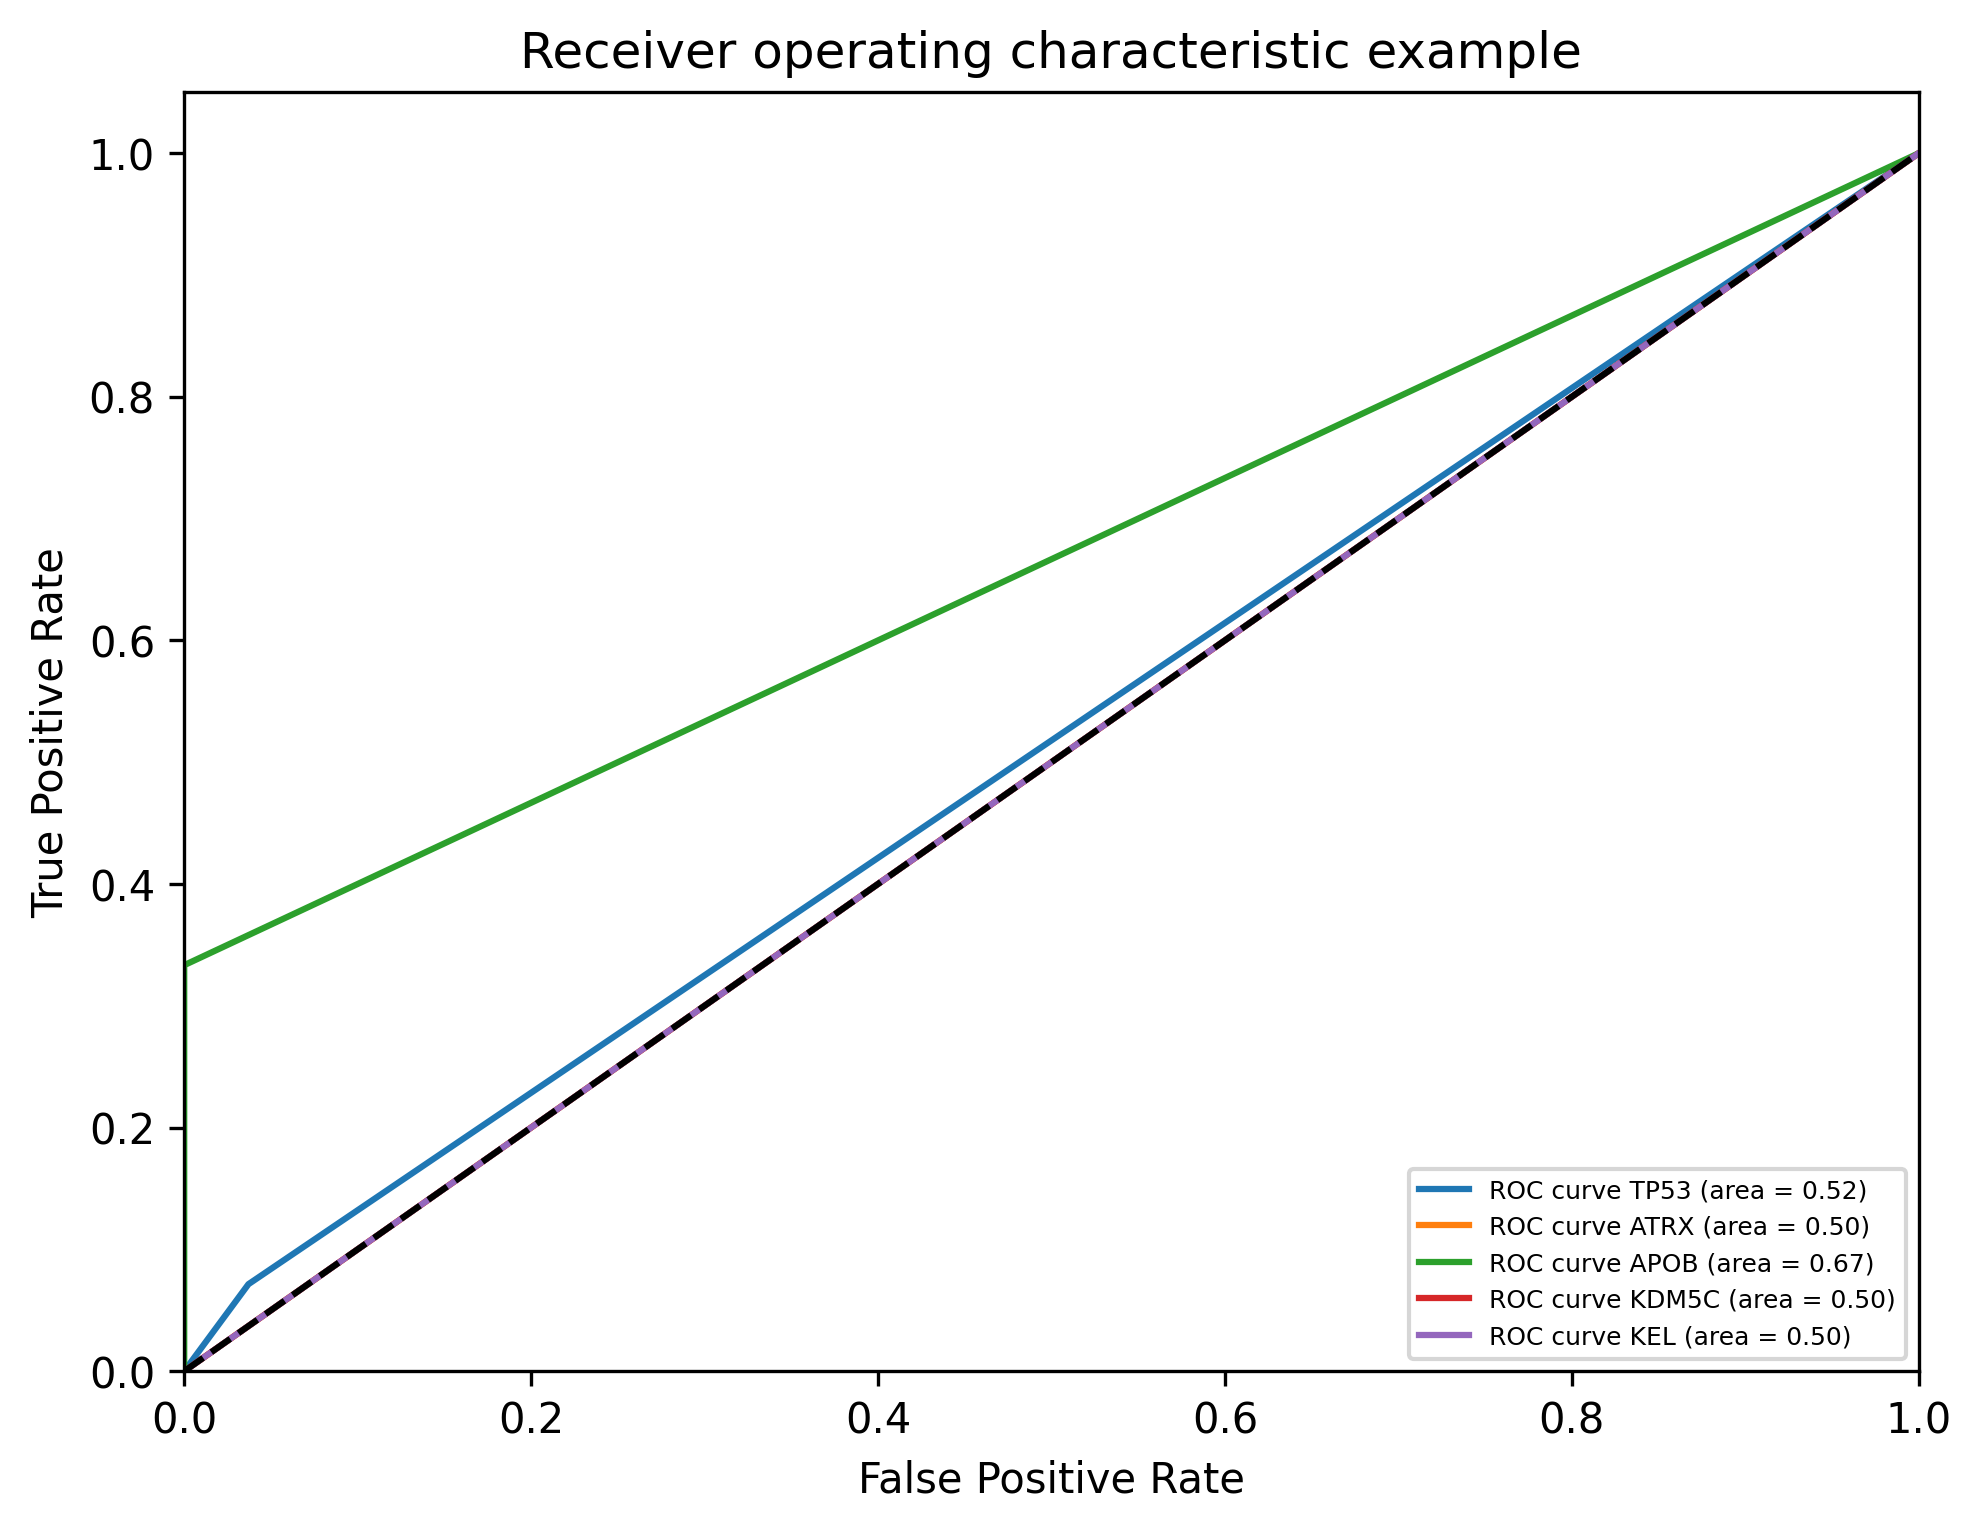 Receiver operating characteristic example
1.0
0.8
0.6
0.4
0.2
0.0
True Positive Rate
ROC curve TP53 (area = 0.52)
ROC curve ATRX (area = 0.50)
ROC curve APOB (area = 0.67)
ROC curve KDM5C (area = 0.50)
ROC curve KEL (area = 0.50)
0.0 0.2 0.4 0.6 0.8 1.0
False Positive Rate